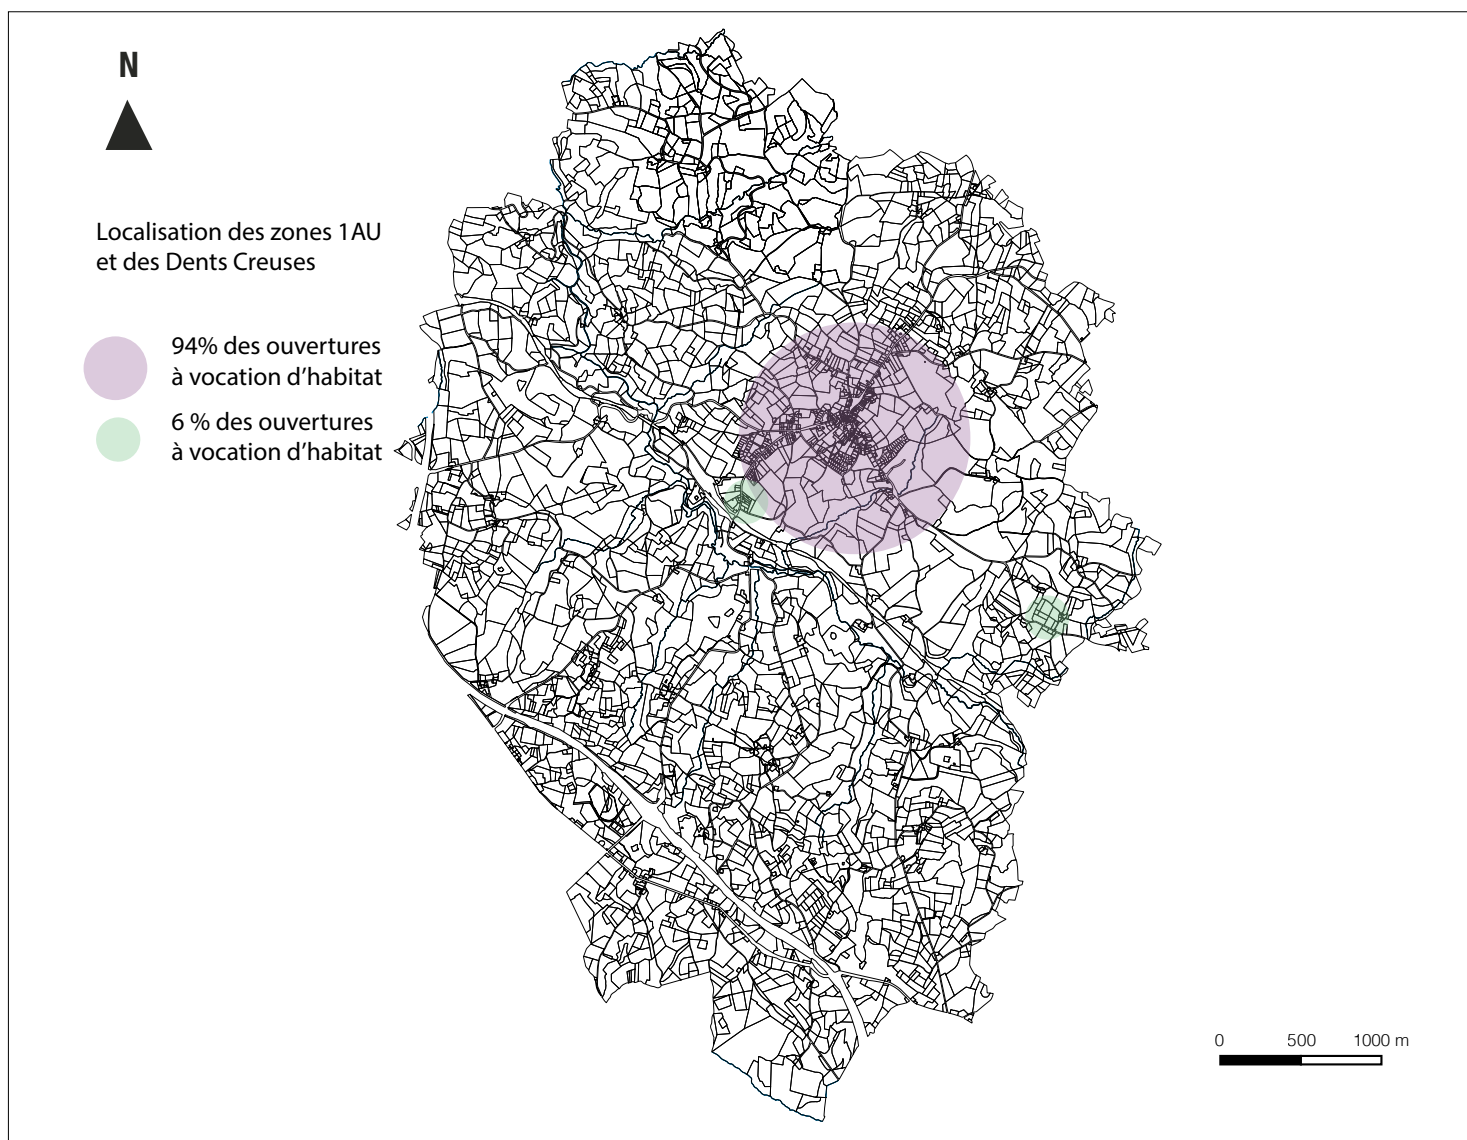 N
Localisation des zones 1AU
et des Dents Creuses
94% des ouvertures
à vocation d’habitat
6 % des ouvertures
à vocation d’habitat
0 500 1000 m